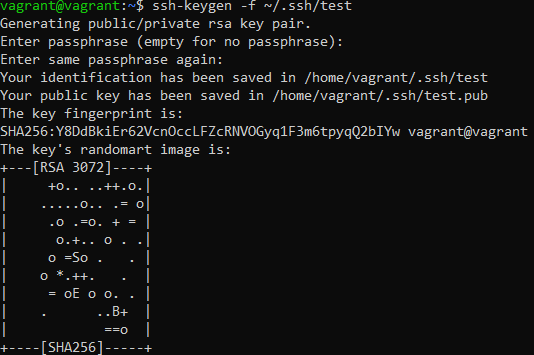 vagrant@vagrant:~$ ssh-keygen -f ~/.ssh/test
Generating public/private rsa key pair.
Enter passphrase (empty for no passphrase):
Enter same passphrase again:
Your identification has been saved in /home/vagrant/.ssh/test
Your public key has been saved in /home/vagrant/.ssh/test.pub
The key fingerprint is:
SHA256:Y8DdBkiEr62VcnOccLFZcRNVOGyq1F3m6tpyqQ2bIYw vagrant@vagrant
The key's randomart image is:
+---[RSA 3072]----+
|     +o.. ..++.o.|
|    .....o.. .= o|
|     .o .=o. + = |
|      o.+.. o . .|
|     o =So .   . |
|    o *.++.   .  |
|     = oE o o. . |
|    .      ..B+  |
|            ==o  |
+----[SHA256]-----+